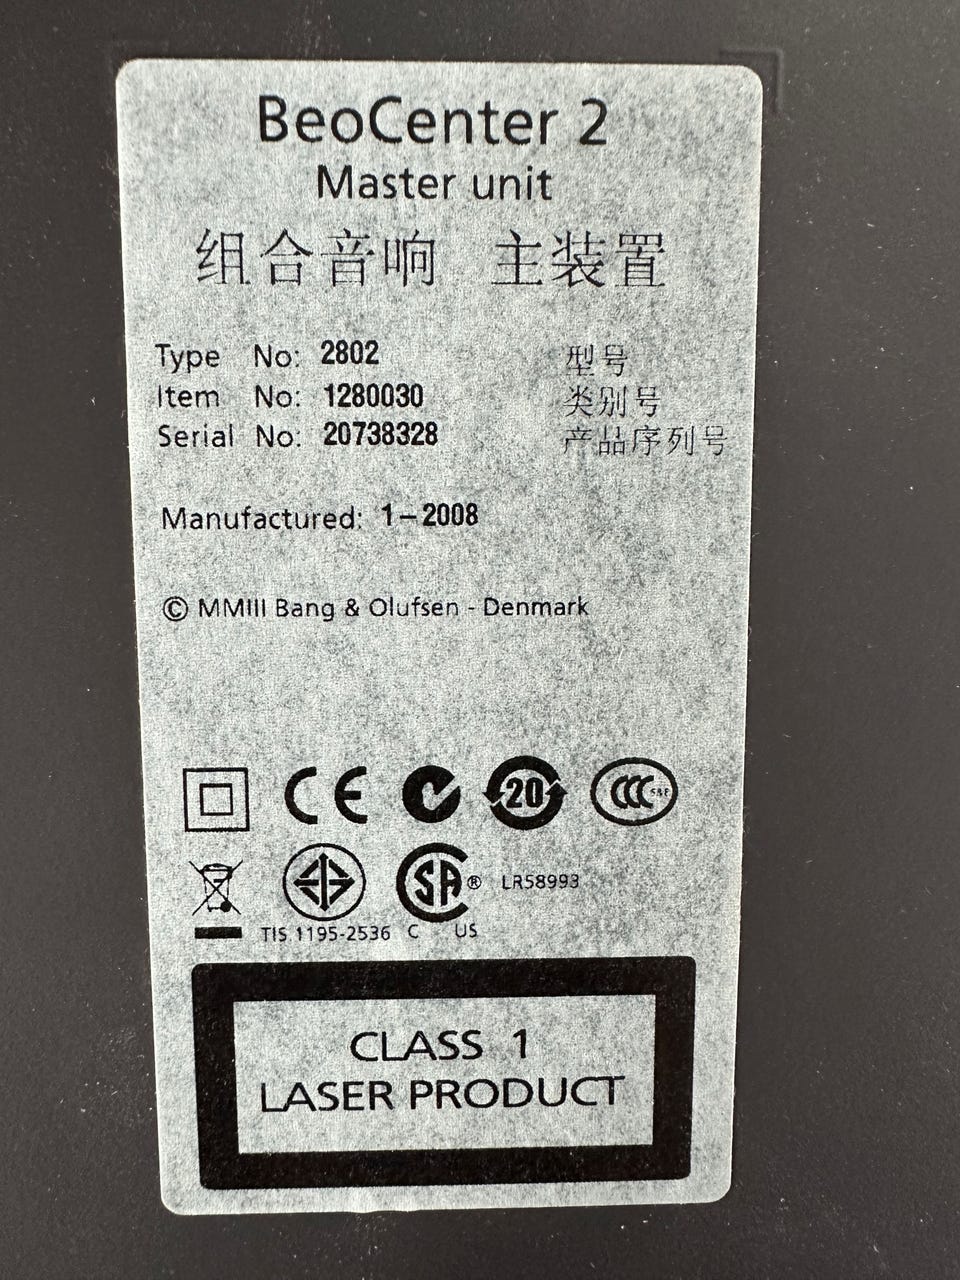 BeoCenter 2
Master unit
组合音响 主装置
Type No: 2802 型号
Item No: 1280030 类别号
Serial No: 20738328 产品序列号
Manufactured: 1-2008
© MMIII Bang & Olufsen - Denmark
CE 20 CCC S&E
SA® LR58993
TIS 1195-2536 C US
CLASS 1
LASER PRODUCT